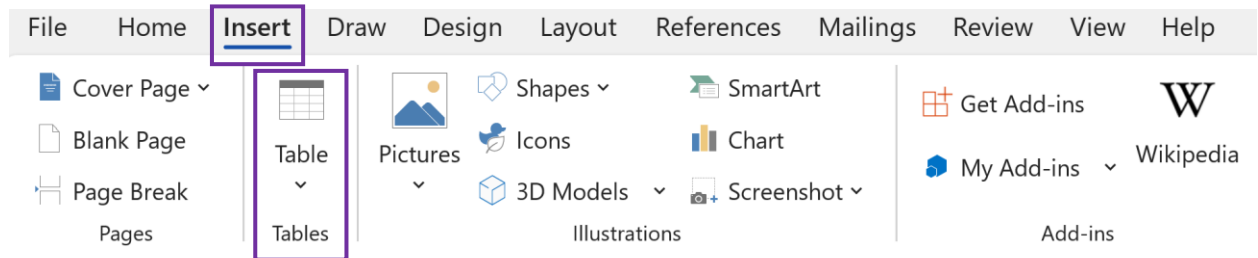 File Home Insert Draw Design Layout References Mailings Review View Help
Cover Page
Blank Page
Page Break
Pages
Table
Tables
Pictures
Shapes
Icons
3D Models
SmartArt
Chart
Screenshot
Illustrations
Get Add-ins
My Add-ins
W
Wikipedia
Add-ins